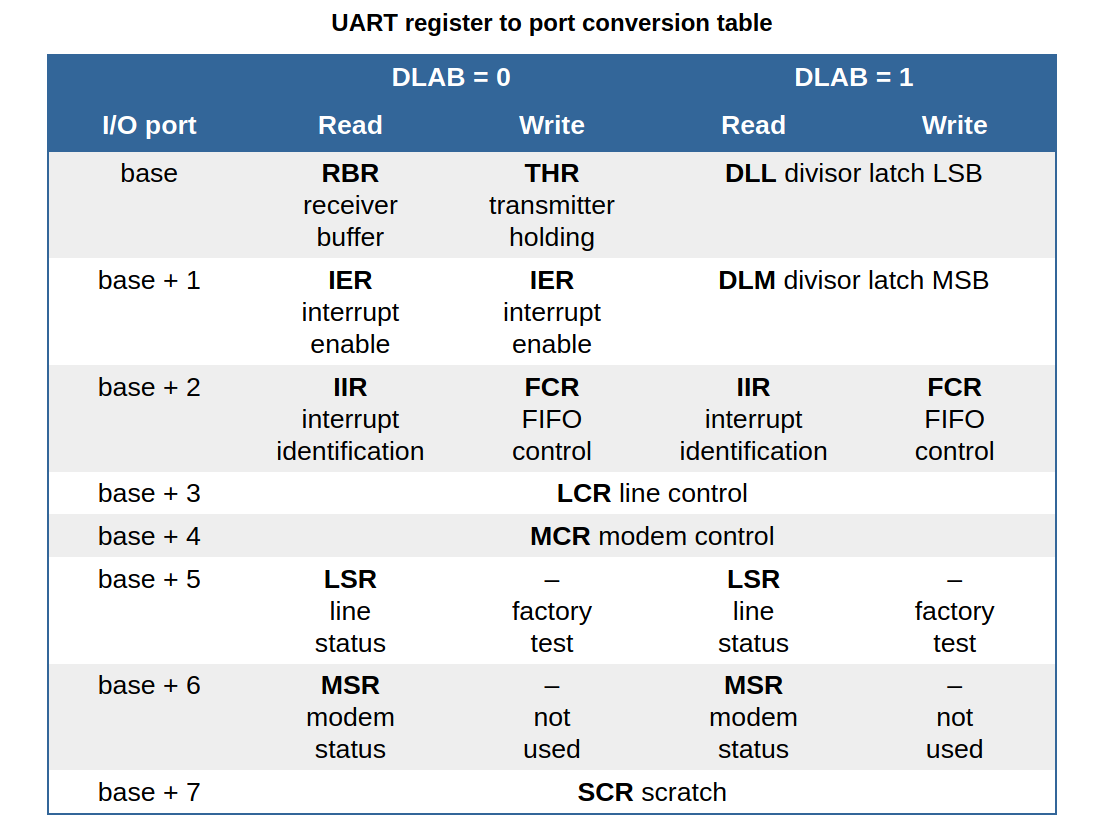 UART register to port conversion table
DLAB = 0 DLAB = 1
I/O port Read Write Read Write
base RBR THR DLL divisor latch LSB
receiver transmitter
buffer holding
base + 1 IER IER DLM divisor latch MSB
interrupt interrupt
enable enable
base + 2 IIR FCR IIR FCR
interrupt FIFO interrupt FIFO
identification control identification control
base + 3 LCR line control
base + 4 MCR modem control
base + 5 LSR – LSR –
line factory line factory
status test status test
base + 6 MSR – MSR –
modem not modem not
status used status used
base + 7 SCR scratch